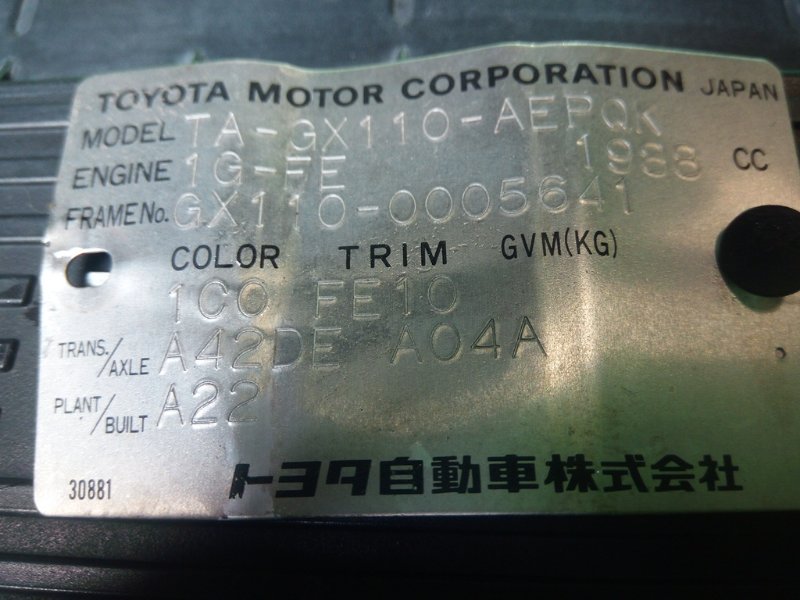 TOYOTA MOTOR CORPORATION JAPAN
MODEL TA-GX110-AEPQK
ENGINE 1G-FE 1988 CC
FRAME No. GX110-0005641
COLOR TRIM GVM(KG)
1C0 FE10
TRANS./AXLE A42DE A04A
PLANT/BUILT A22
30881 トヨタ自動車株式会社